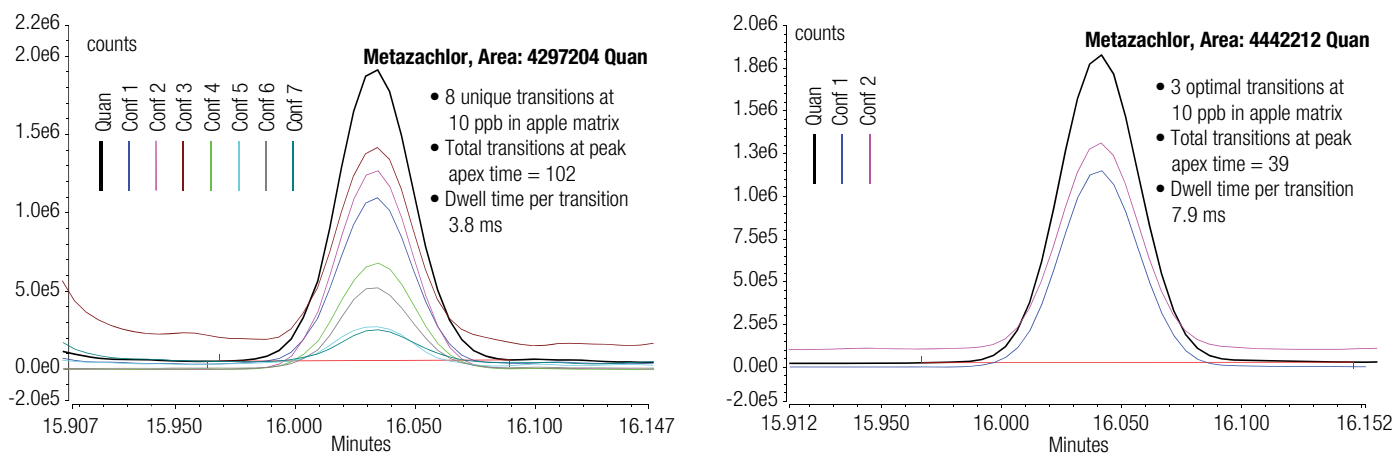 2.2e6
2.0e6
1.5e6
1.0e6
5.0e5
0.0e0
-2.0e5
counts
Quan
Conf 1
Conf 2
Conf 3
Conf 4
Conf 5
Conf 6
Conf 7
Metazachlor, Area: 4297204 Quan
• 8 unique transitions at
10 ppb in apple matrix
• Total transitions at peak
apex time = 102
• Dwell time per transition
3.8 ms
15.907 15.950 16.000 16.050 16.100 16.147
Minutes
2.0e6
1.8e6
1.5e6
1.3e6
1.0e6
7.5e5
5.0e5
2.5e5
0.0e0
-2.0e5
counts
Quan
Conf 1
Conf 2
Metazachlor, Area: 4442212 Quan
• 3 optimal transitions at
10 ppb in apple matrix
• Total transitions at peak
apex time = 39
• Dwell time per transition
7.9 ms
15.912 15.950 16.000 16.050 16.100 16.152
Minutes